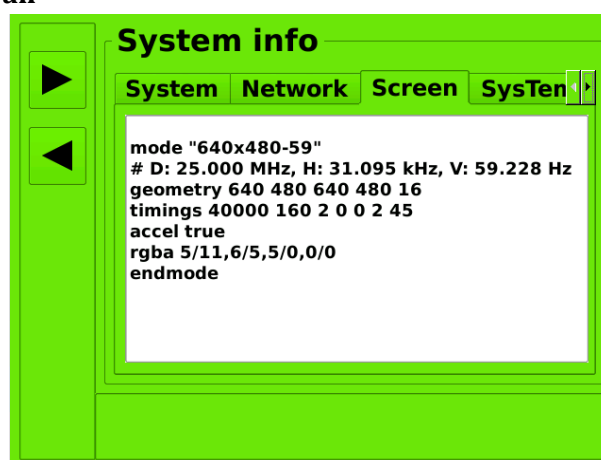 System info
System Network Screen SysTem
mode "640x480-59"
# D: 25.000 MHz, H: 31.095 kHz, V: 59.228 Hz
geometry 640 480 640 480 16
timings 40000 160 2 0 0 2 45
accel true
rgba 5/11,6/5,5/0,0/0
endmode